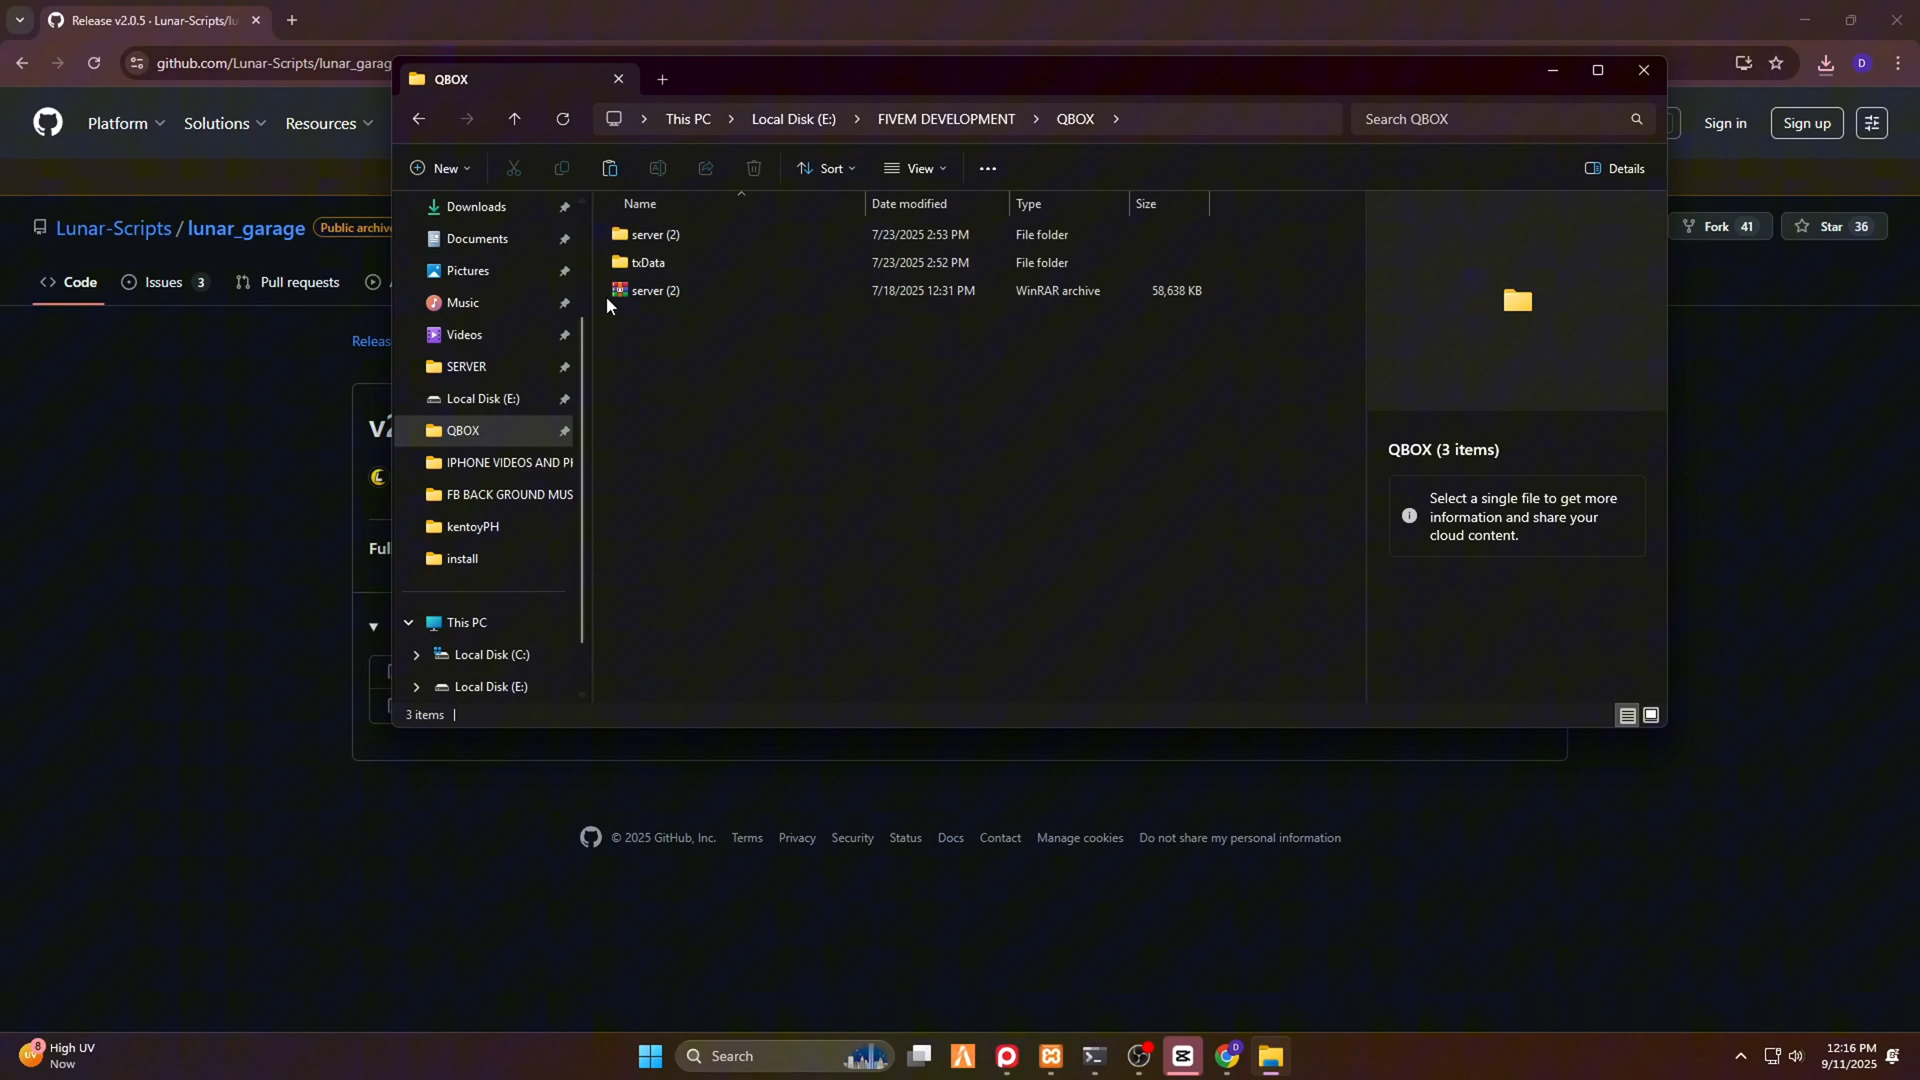 Release v2.0.5 · Lunar-Scripts/lu
github.com/Lunar-Scripts/lunar_garag
QBOX
Platform
Solutions
Resources
Sign in
Sign up
This PC
Local Disk (E:)
FIVEM DEVELOPMENT
QBOX
Search QBOX
New
Sort
View
Details
Lunar-Scripts / lunar_garage
Public archive
Fork 41
Star 36
Code
Issues 3
Pull requests
Releas
v2
Full
Downloads
Documents
Pictures
Music
Videos
SERVER
Local Disk (E:)
QBOX
IPHONE VIDEOS AND PH
FB BACK GROUND MUS
kentoyPH
install
This PC
Local Disk (C:)
Local Disk (E:)
Name
Date modified
Type
Size
server (2)
7/23/2025 2:53 PM
File folder
txData
7/23/2025 2:52 PM
File folder
server (2)
7/18/2025 12:31 PM
WinRAR archive
58,638 KB
QBOX (3 items)
Select a single file to get more
information and share your
cloud content.
3 items
© 2025 GitHub, Inc.
Terms
Privacy
Security
Status
Docs
Contact
Manage cookies
Do not share my personal information
8
UV
High UV
Now
Search
D
D
12:16 PM
9/11/2025